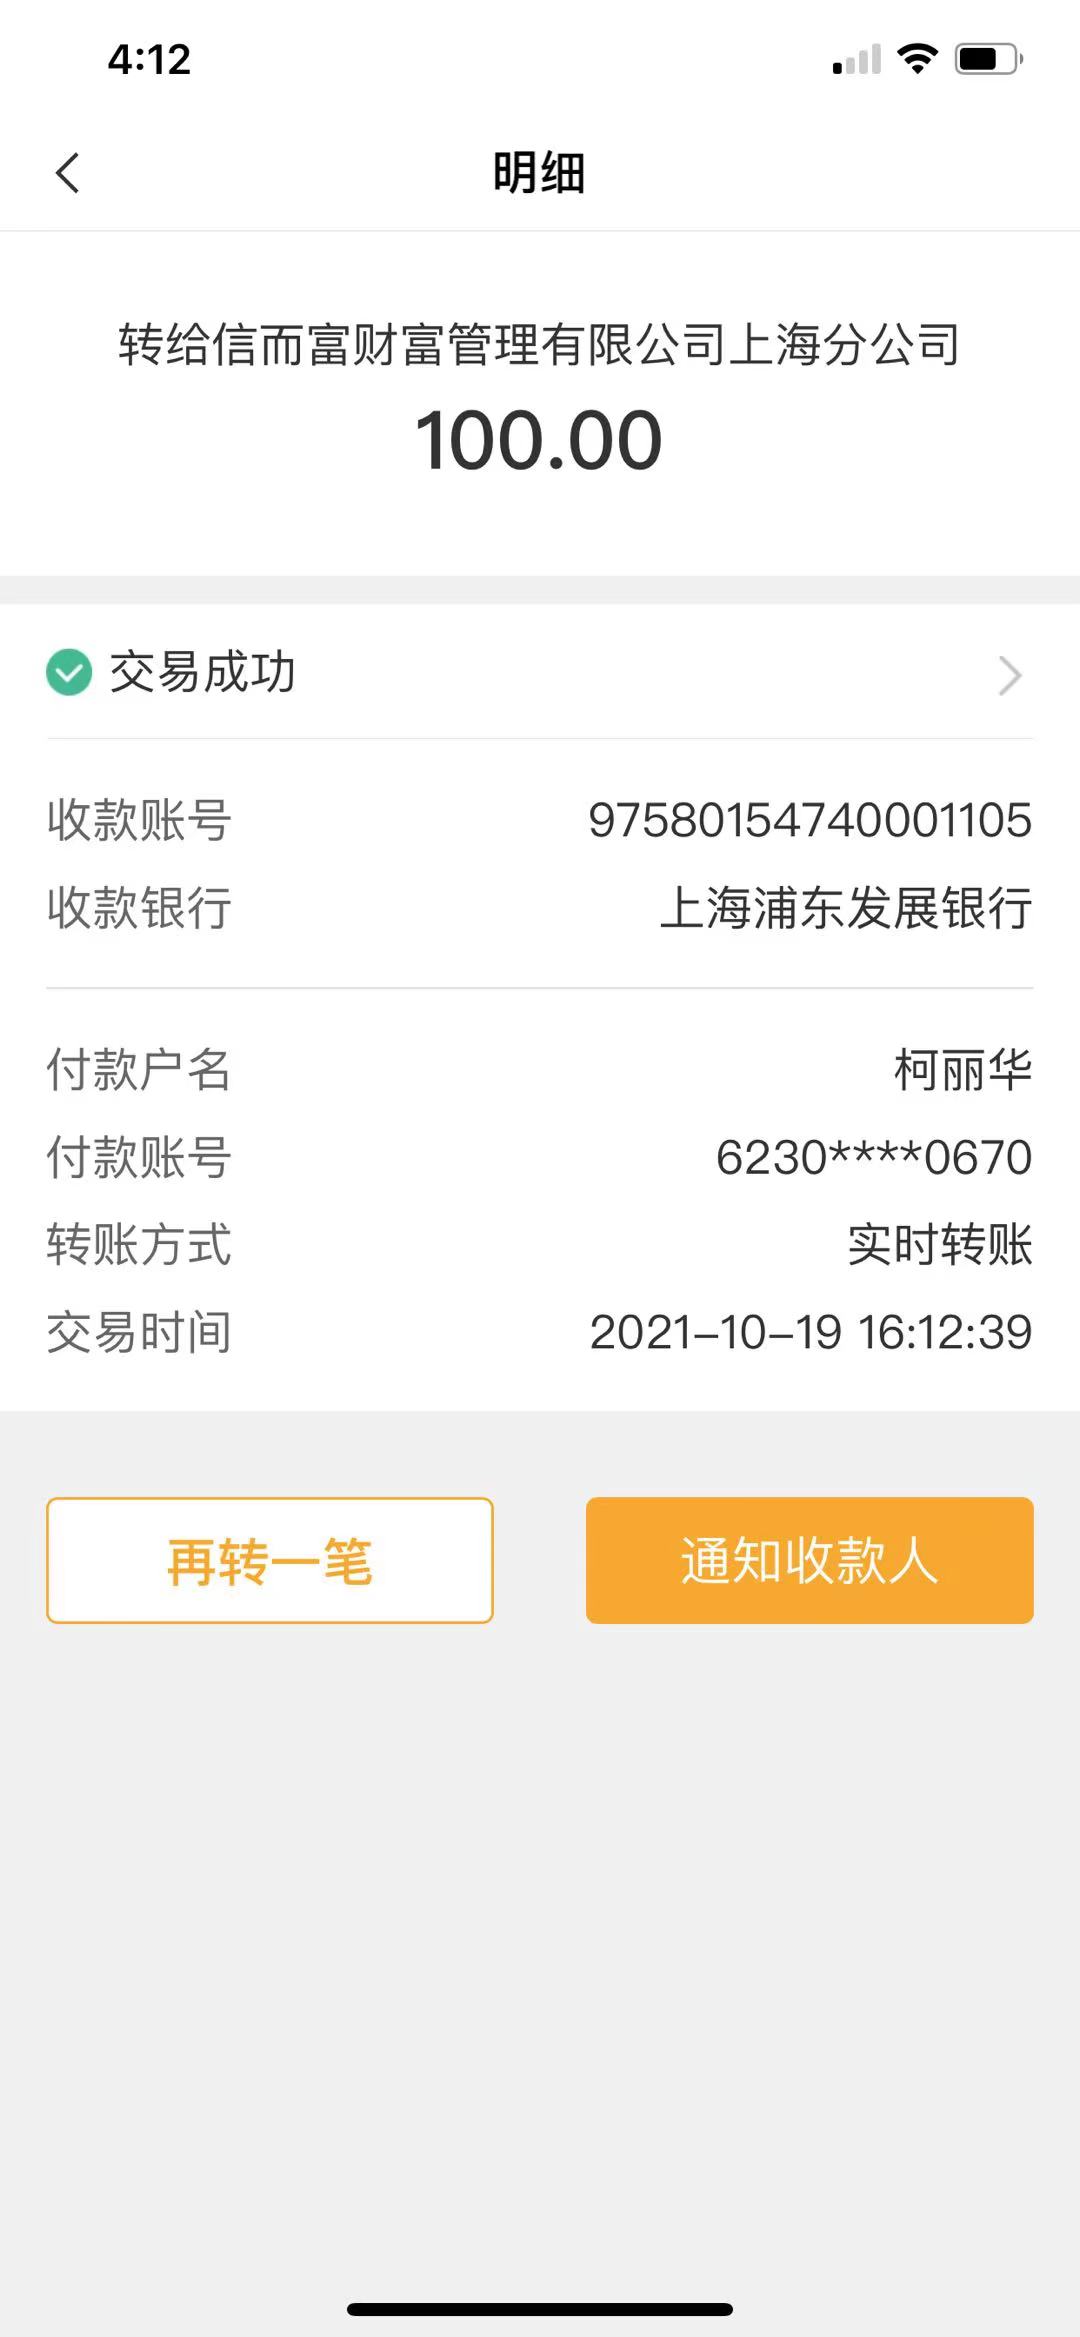 4:12
明细
转给信而富财富管理有限公司上海分公司
100.00
交易成功
收款账号 97580154740001105
收款银行 上海浦东发展银行
付款户名 柯丽华
付款账号 6230****0670
转账方式 实时转账
交易时间 2021-10-19 16:12:39
再转一笔 通知收款人